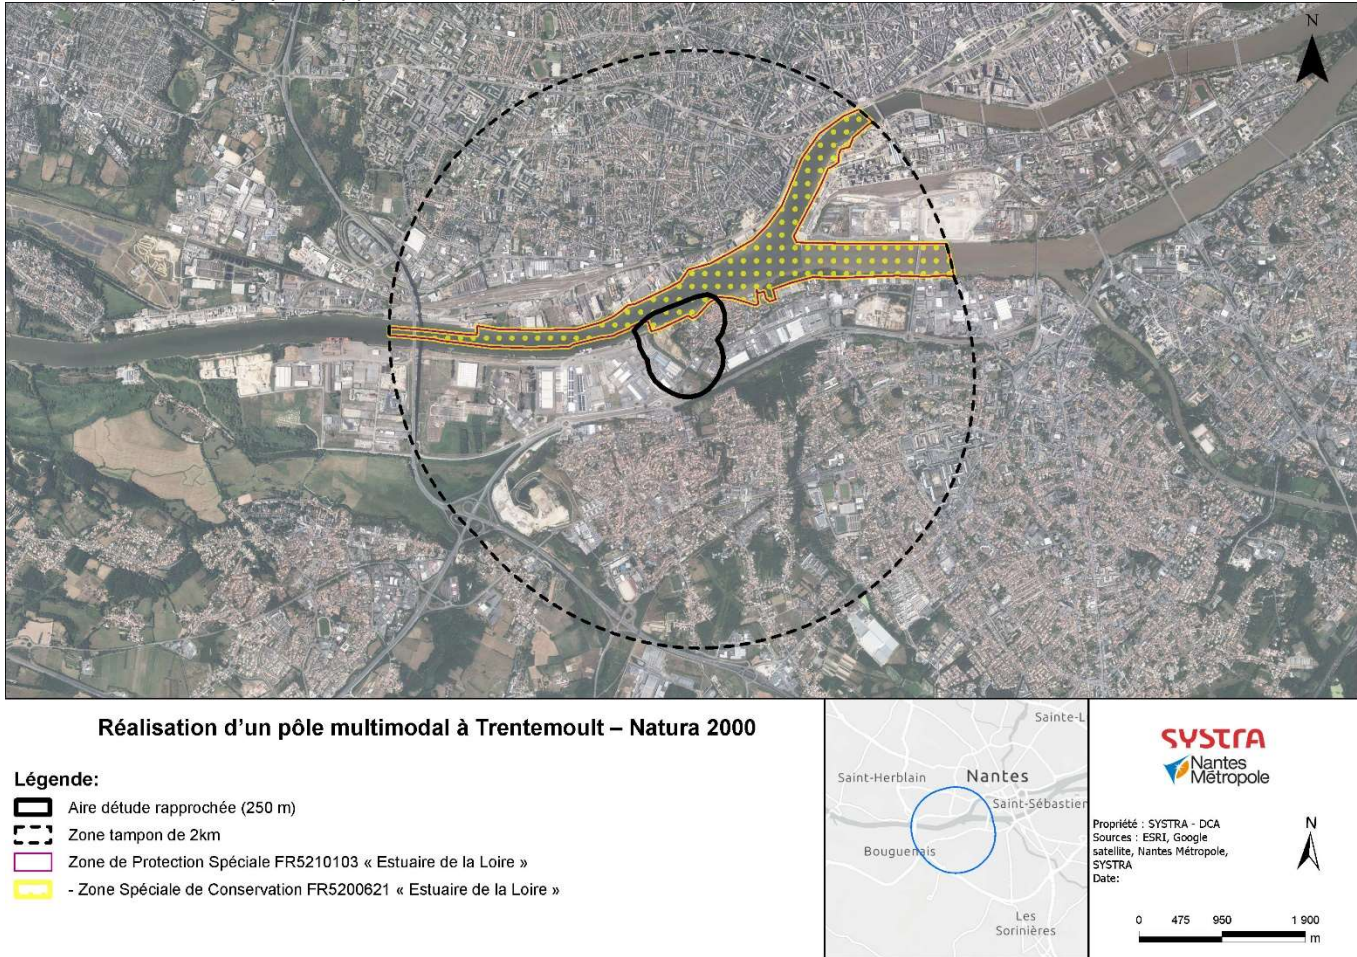 N
Réalisation d'un pôle multimodal à Trentemoult – Natura 2000
Légende:
Aire détude rapprochée (250 m)
Zone tampon de 2km
Zone de Protection Spéciale FR5210103 « Estuaire de la Loire »
- Zone Spéciale de Conservation FR5200621 « Estuaire de la Loire »
Sainte-L
Saint-Herblain
Nantes
Saint-Sébastien
Bouguenais
Les
Sorinières
SYSTRA
Nantes
Métropole
Propriété : SYSTRA - DCA
Sources : ESRI, Google
satellite, Nantes Métropole,
SYSTRA
Date:
N
0 475 950 1 900
m